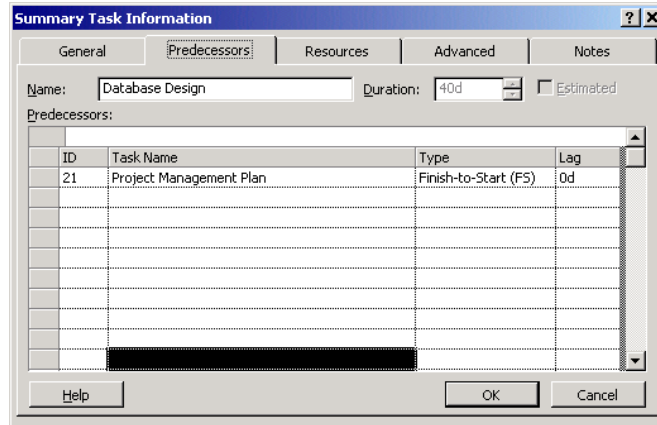 Summary Task Information
General Predecessors Resources Advanced Notes
Name: Database Design Duration: 40d Estimated
Predecessors:
ID Task Name Type Lag
21 Project Management Plan Finish-to-Start (FS) 0d
Help OK Cancel